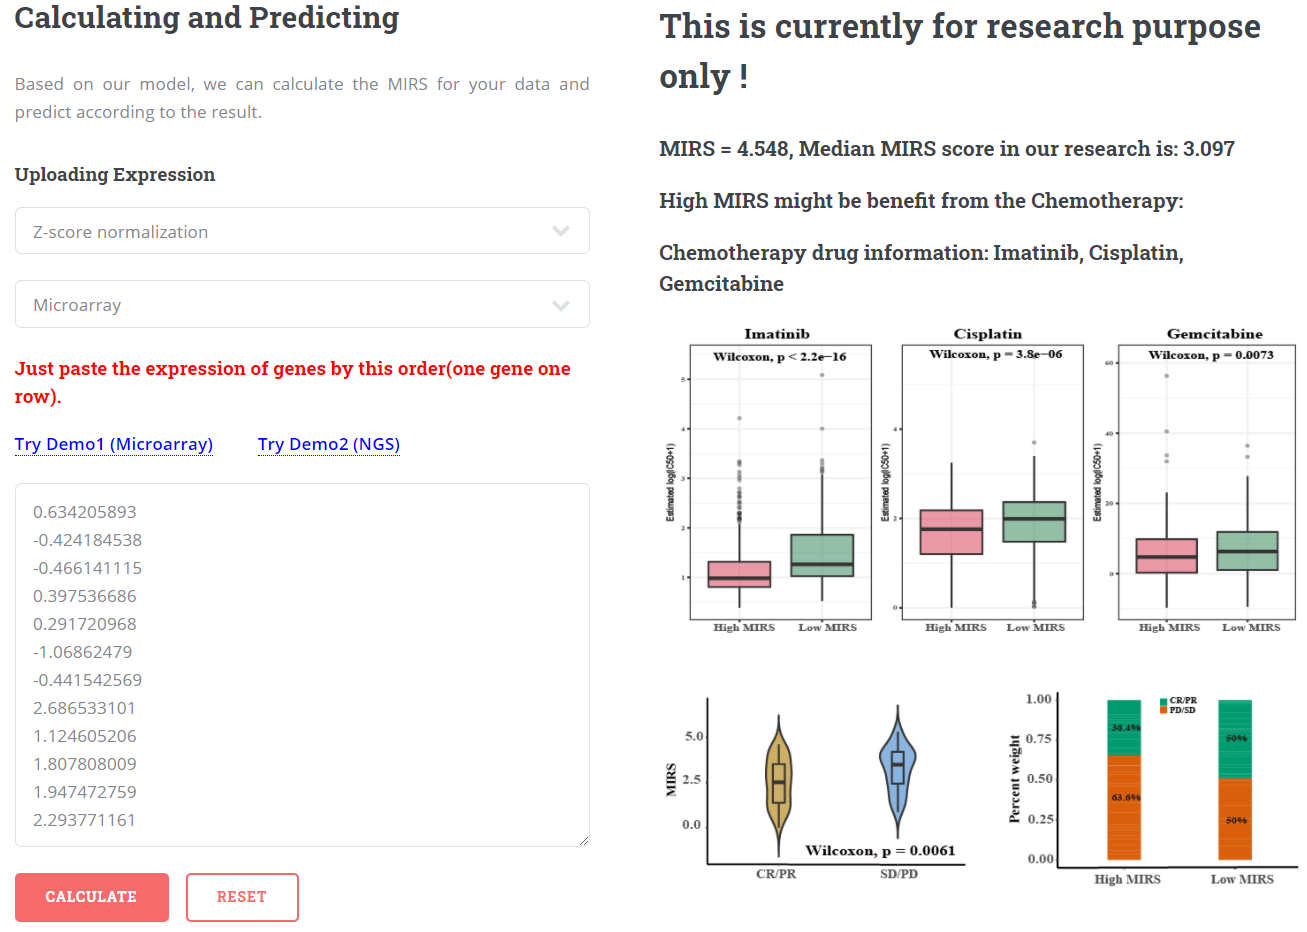 Calculating and Predicting
Based on our model, we can calculate the MIRS for your data and
predict according to the result.
Uploading Expression
Z-score normalization
Microarray
Just paste the expression of genes by this order(one gene one
row).
Try Demo1 (Microarray)
Try Demo2 (NGS)
0.634205893
-0.424184538
-0.466141115
0.397536686
0.291720968
-1.06862479
-0.441542569
2.686533101
1.124605206
1.807808009
1.947472759
2.293771161
CALCULATE
RESET
This is currently for research purpose
only !
MIRS = 4.548, Median MIRS score in our research is: 3.097
High MIRS might be benefit from the Chemotherapy:
Chemotherapy drug information: Imatinib, Cisplatin,
Gemcitabine
Imatinib
Wilcoxon, p < 2.2e−16
Estimated log(IC50+1)
5
4
3
2
1
High MIRS
Low MIRS
Cisplatin
Wilcoxon, p = 3.8e−06
Estimated log(IC50+1)
4
2
0
High MIRS
Low MIRS
Gemcitabine
Wilcoxon, p = 0.0073
Estimated log(IC50+1)
60
40
20
0
High MIRS
Low MIRS
MIRS
5.0
2.5
0.0
Wilcoxon, p = 0.0061
CR/PR
SD/PD
Percent weight
1.00
0.75
0.50
0.25
0.00
CR/PR
PD/SD
36.4%
63.6%
50%
50%
High MIRS
Low MIRS